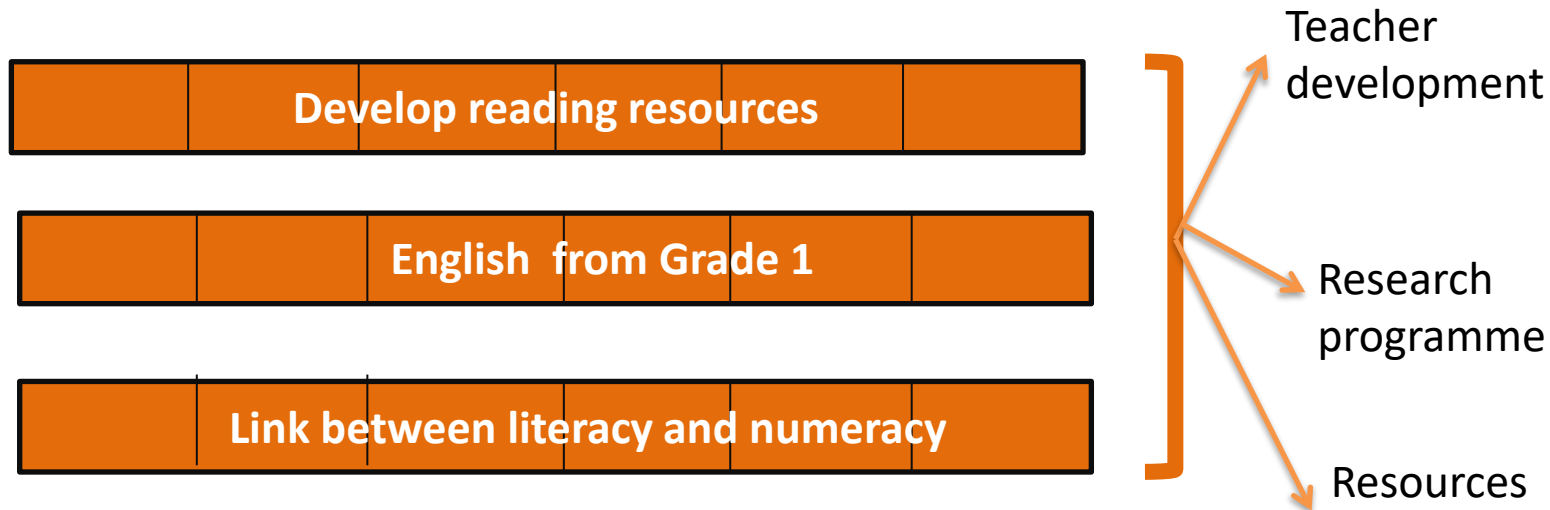 Teacher
development
Develop reading resources
English  from Grade 1
Research
programme
Link between literacy and numeracy
Resources